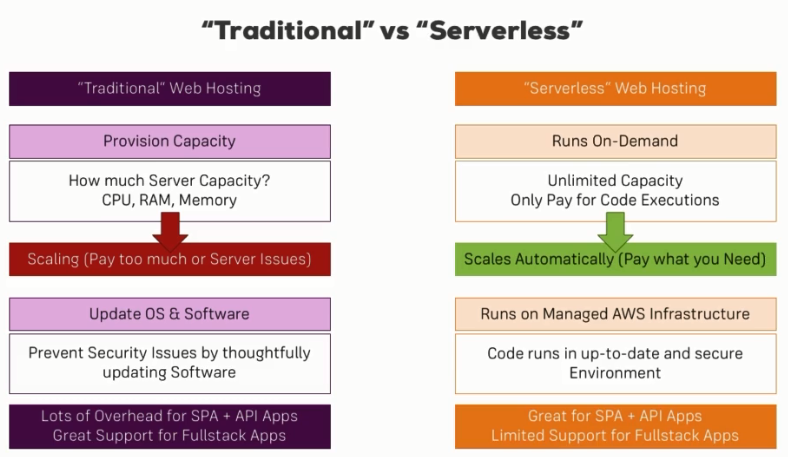 “Traditional” vs “Serverless”
“Traditional” Web Hosting
Provision Capacity
How much Server Capacity?
CPU, RAM, Memory
Scaling (Pay too much or Server Issues)
Update OS & Software
Prevent Security Issues by thoughtfully
updating Software
Lots of Overhead for SPA + API Apps
Great Support for Fullstack Apps
“Serverless” Web Hosting
Runs On-Demand
Unlimited Capacity
Only Pay for Code Executions
Scales Automatically (Pay what you Need)
Runs on Managed AWS Infrastructure
Code runs in up-to-date and secure
Environment
Great for SPA + API Apps
Limited Support for Fullstack Apps